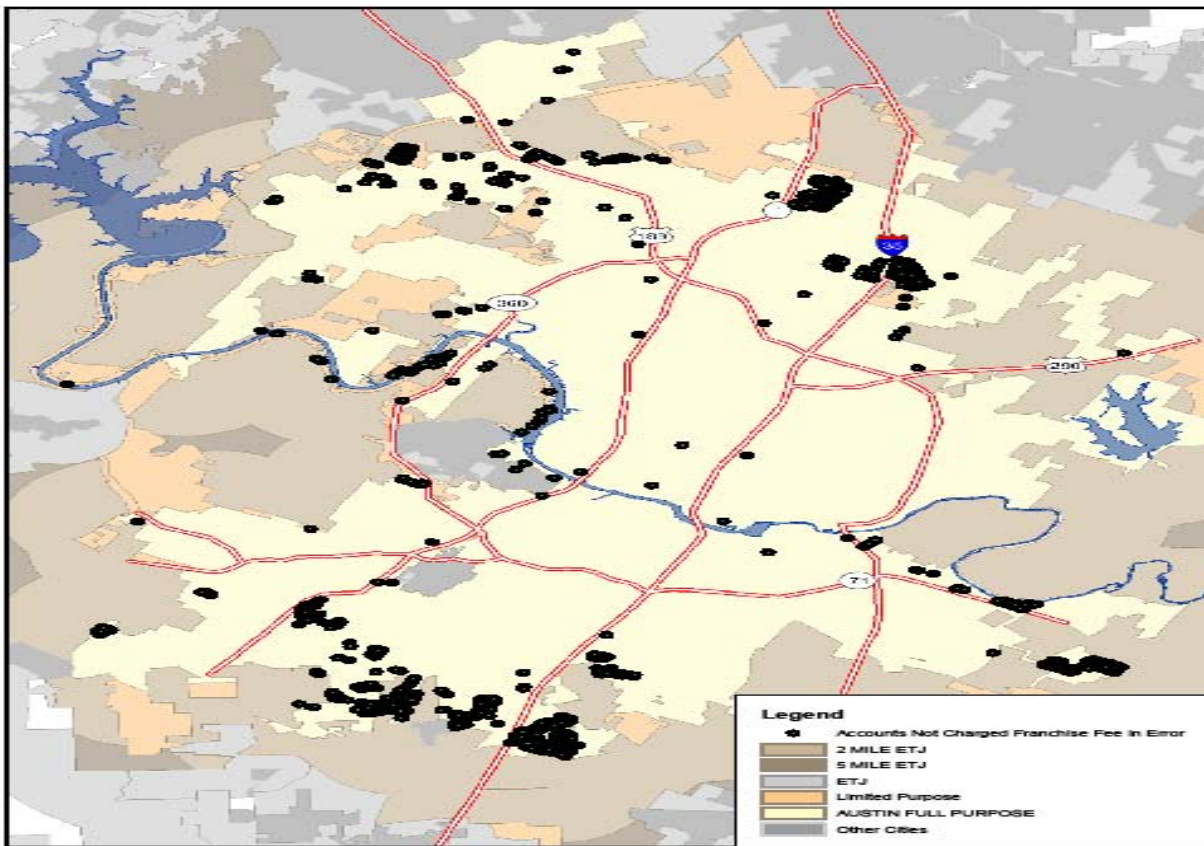 183
35
360
290
71
Legend
Accounts Not Charged Franchise Fee In Error
2 MILE ETJ
5 MILE ETJ
ETJ
Limited Purpose
AUSTIN FULL PURPOSE
Other Cities